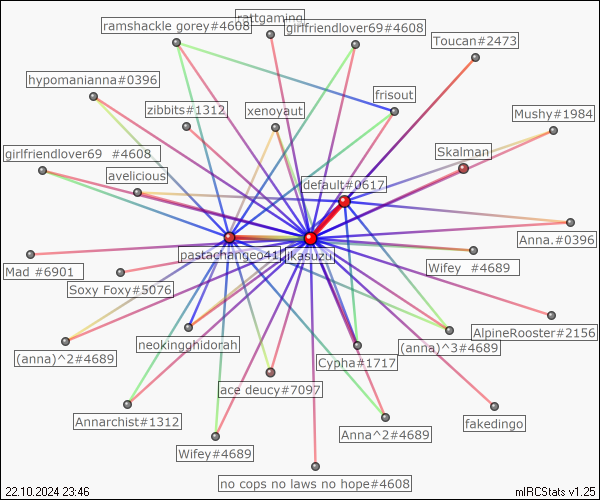 rattgaming
ramshackle gorey#4608
girlfriendlover69#4608
Toucan#2473
hypomanianna#0396
frisout
zibbits#1312
xenoyaut
Mushy#1984
girlfriendlover69 #4608
Skalman
avelicious
default#0617
Anna.#0396
pastachangeo41
jkasuzu
Mad #6901
Wifey #4689
Soxy Foxy#5076
AlpineRooster#2156
neokingghidorah
(anna)^2#4689
(anna)^3#4689
Cypha#1717
ace deucy#7097
Annarchist#1312
fakedingo
Anna^2#4689
Wifey#4689
no cops no laws no hope#4608
22.10.2024 23:46
mIRCStats v1.25